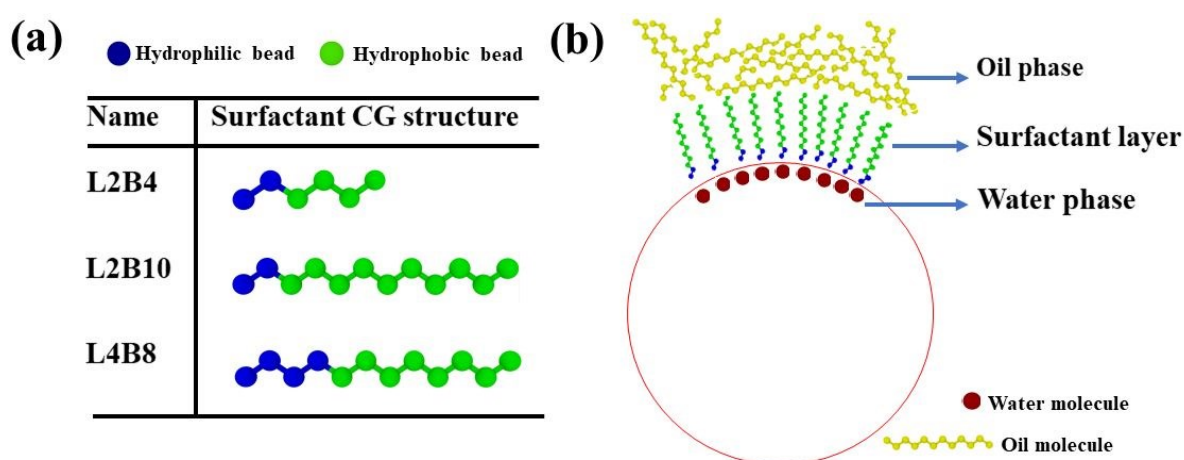 (a)
Hydrophilic bead
Hydrophobic bead
Name
Surfactant CG structure
L2B4
L2B10
L4B8
(b)
Oil phase
Surfactant layer
Water phase
Water molecule
Oil molecule